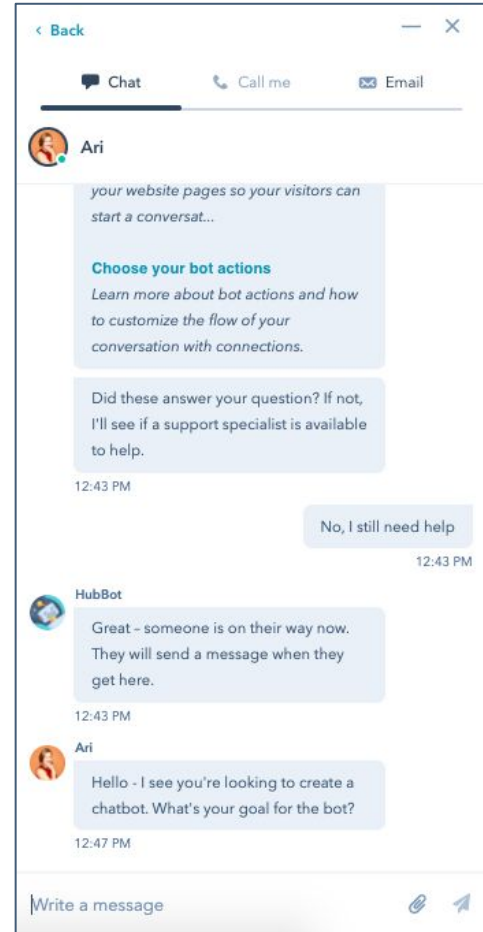 < Back
Chat Call me Email
Ari
your website pages so your visitors can
start a conversat...
Choose your bot actions
Learn more about bot actions and how
to customize the flow of your
conversation with connections.
Did these answer your question? If not,
I'll see if a support specialist is available
to help.
12:43 PM
No, I still need help
12:43 PM
HubBot
Great - someone is on their way now.
They will send a message when they
get here.
12:43 PM
Ari
Hello - I see you're looking to create a
chatbot. What's your goal for the bot?
12:47 PM
Write a message